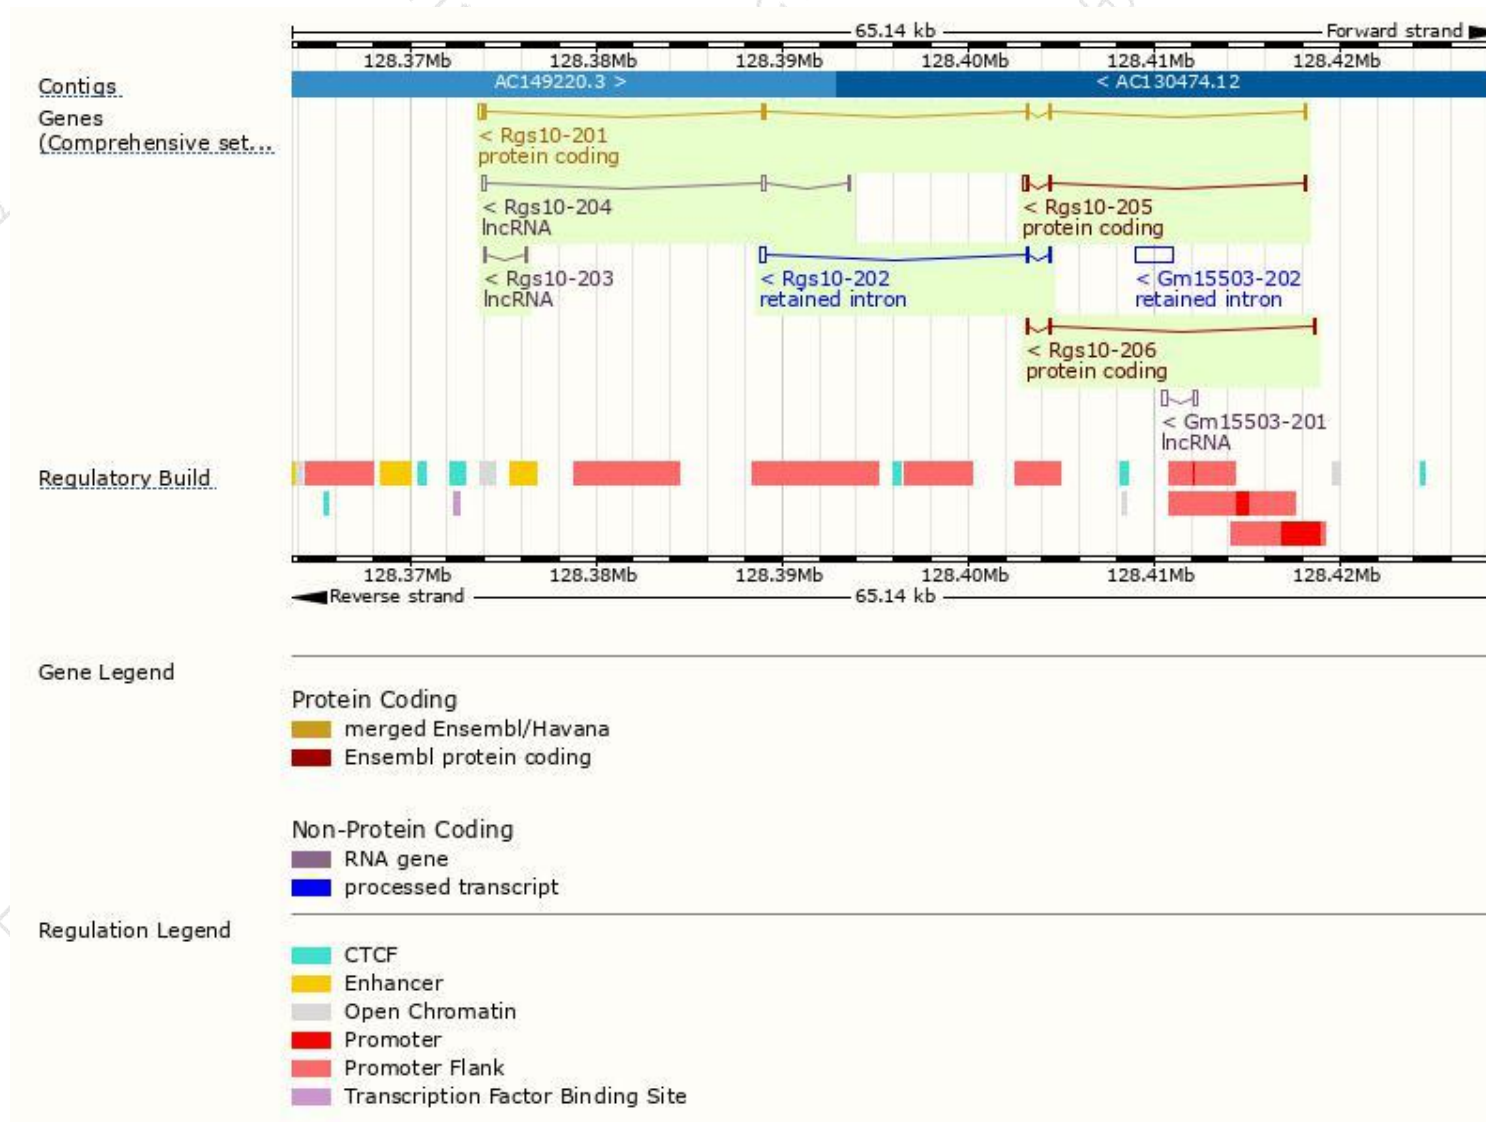 65.14 kb Forward strand
128.37Mb 128.38Mb 128.39Mb 128.40Mb 128.41Mb 128.42Mb
Contigs AC149220.3 > < AC130474.12
Genes
(Comprehensive set...
< Rgs10-201
protein coding
< Rgs10-204 < Rgs10-205
lncRNA protein coding
< Rgs10-203 < Rgs10-202 < Gm15503-202
lncRNA retained intron retained intron
< Rgs10-206
protein coding
< Gm15503-201
lncRNA
Regulatory Build
128.37Mb 128.38Mb 128.39Mb 128.40Mb 128.41Mb 128.42Mb
Reverse strand 65.14 kb
Gene Legend
Protein Coding
merged Ensembl/Havana
Ensembl protein coding
Non-Protein Coding
RNA gene
processed transcript
Regulation Legend
CTCF
Enhancer
Open Chromatin
Promoter
Promoter Flank
Transcription Factor Binding Site